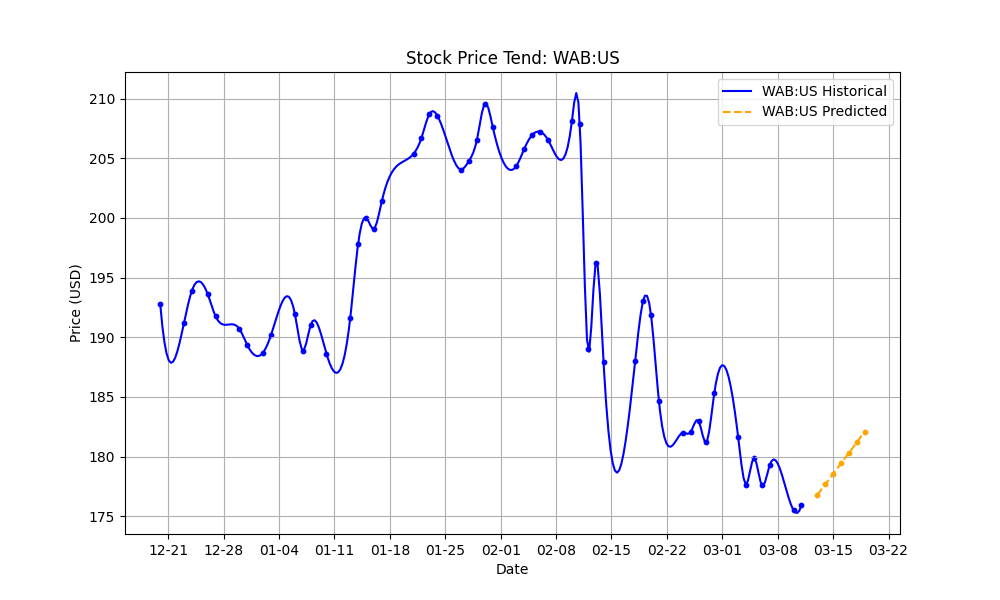 Stock Price Tend: WAB:US
WAB:US Historical
WAB:US Predicted
Price (USD)
210
205
200
195
190
185
180
175
12-21 12-28 01-04 01-11 01-18 01-25 02-01 02-08 02-15 02-22 03-01 03-08 03-15 03-22
Date